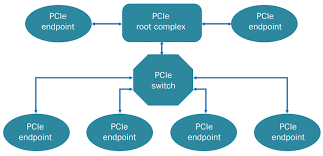 PCIe
endpoint
PCIe
root complex
PCIe
endpoint
PCIe
switch
PCIe
endpoint
PCIe
endpoint
PCIe
endpoint
PCIe
endpoint